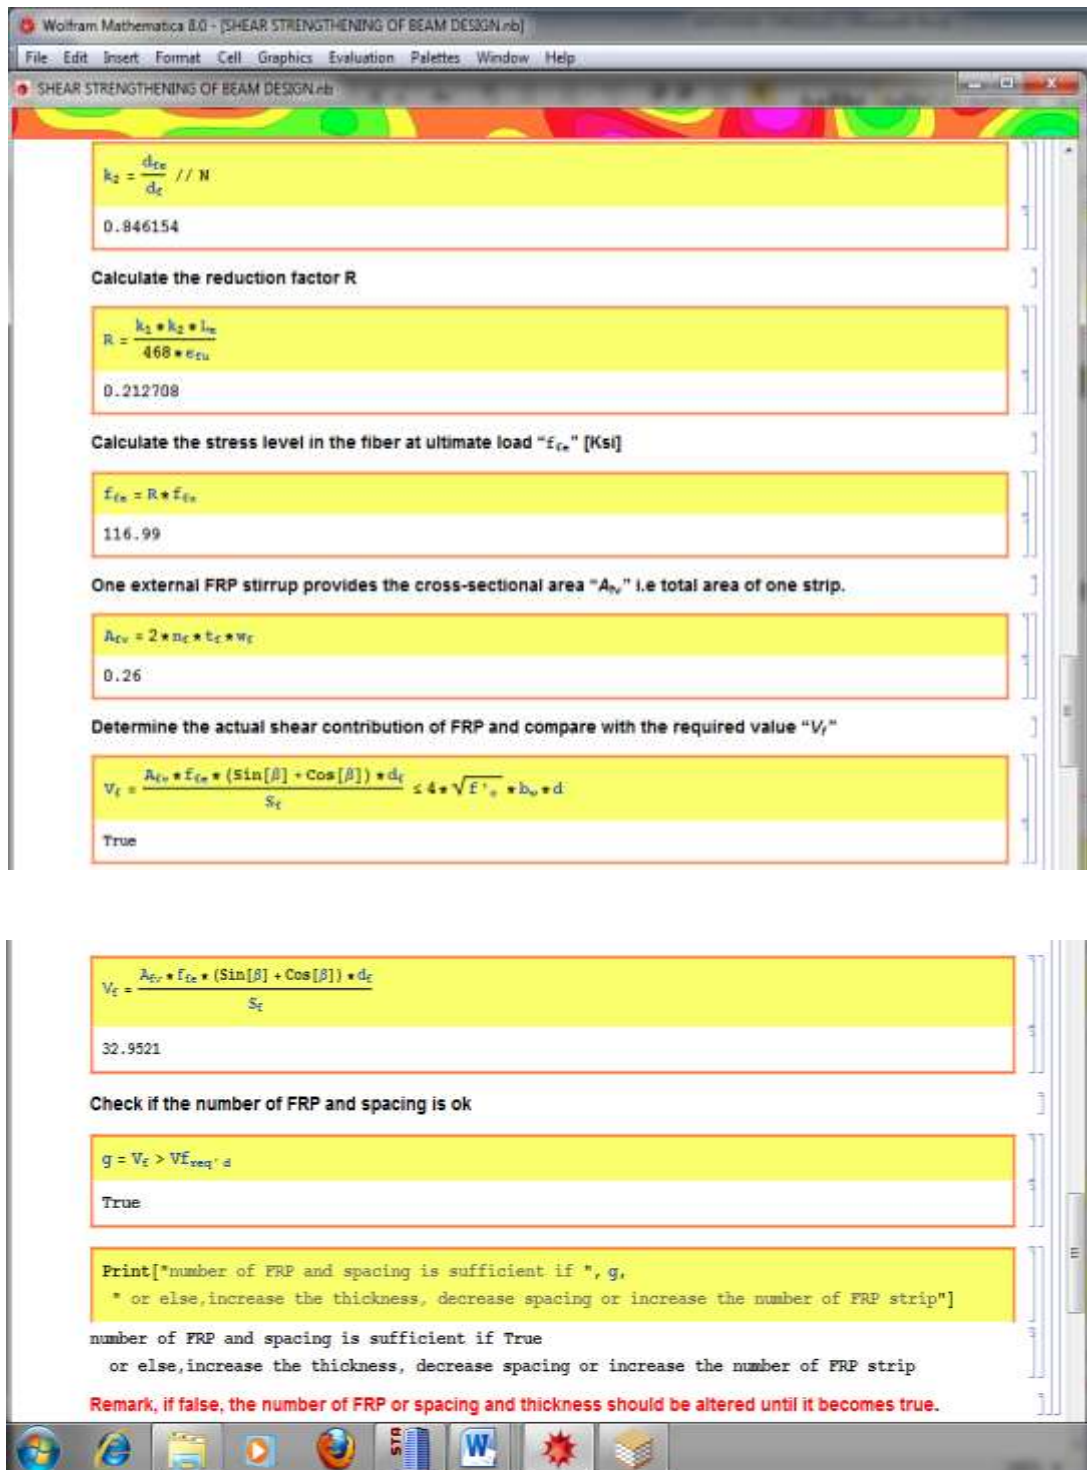 Wolfram Mathematica 8.0 - [SHEAR STRENGTHENING OF BEAM DESIGN.nb]
File Edit Insert Format Cell Graphics Evaluation Palettes Window Help
SHEAR STRENGTHENING OF BEAM DESIGN.nb
k₂ = d_fe / d_f // N
0.846154
Calculate the reduction factor R
R = k₁ * k₂ * L_e / 468 * ε_fu
0.212708
Calculate the stress level in the fiber at ultimate load "f_fe" [Ksi]
f_fe = R * f_fu
116.99
One external FRP stirrup provides the cross-sectional area "A_fv" i.e total area of one strip.
A_fv = 2 * n_f * t_f * w_f
0.26
Determine the actual shear contribution of FRP and compare with the required value "V_f"
V_f = A_fv * f_fe * (Sin[β] + Cos[β]) * d_f / S_f ≤ 4 * √f'_c * b_w * d
True
V_f = A_fv * f_fe * (Sin[β] + Cos[β]) * d_f / S_f
32.9521
Check if the number of FRP and spacing is ok
g = V_f > Vf_req'd
True
Print["number of FRP and spacing is sufficient if ", g,
" or else,increase the thickness, decrease spacing or increase the number of FRP strip"]
number of FRP and spacing is sufficient if True
or else,increase the thickness, decrease spacing or increase the number of FRP strip
Remark, if false, the number of FRP or spacing and thickness should be altered until it becomes true.
STA
W